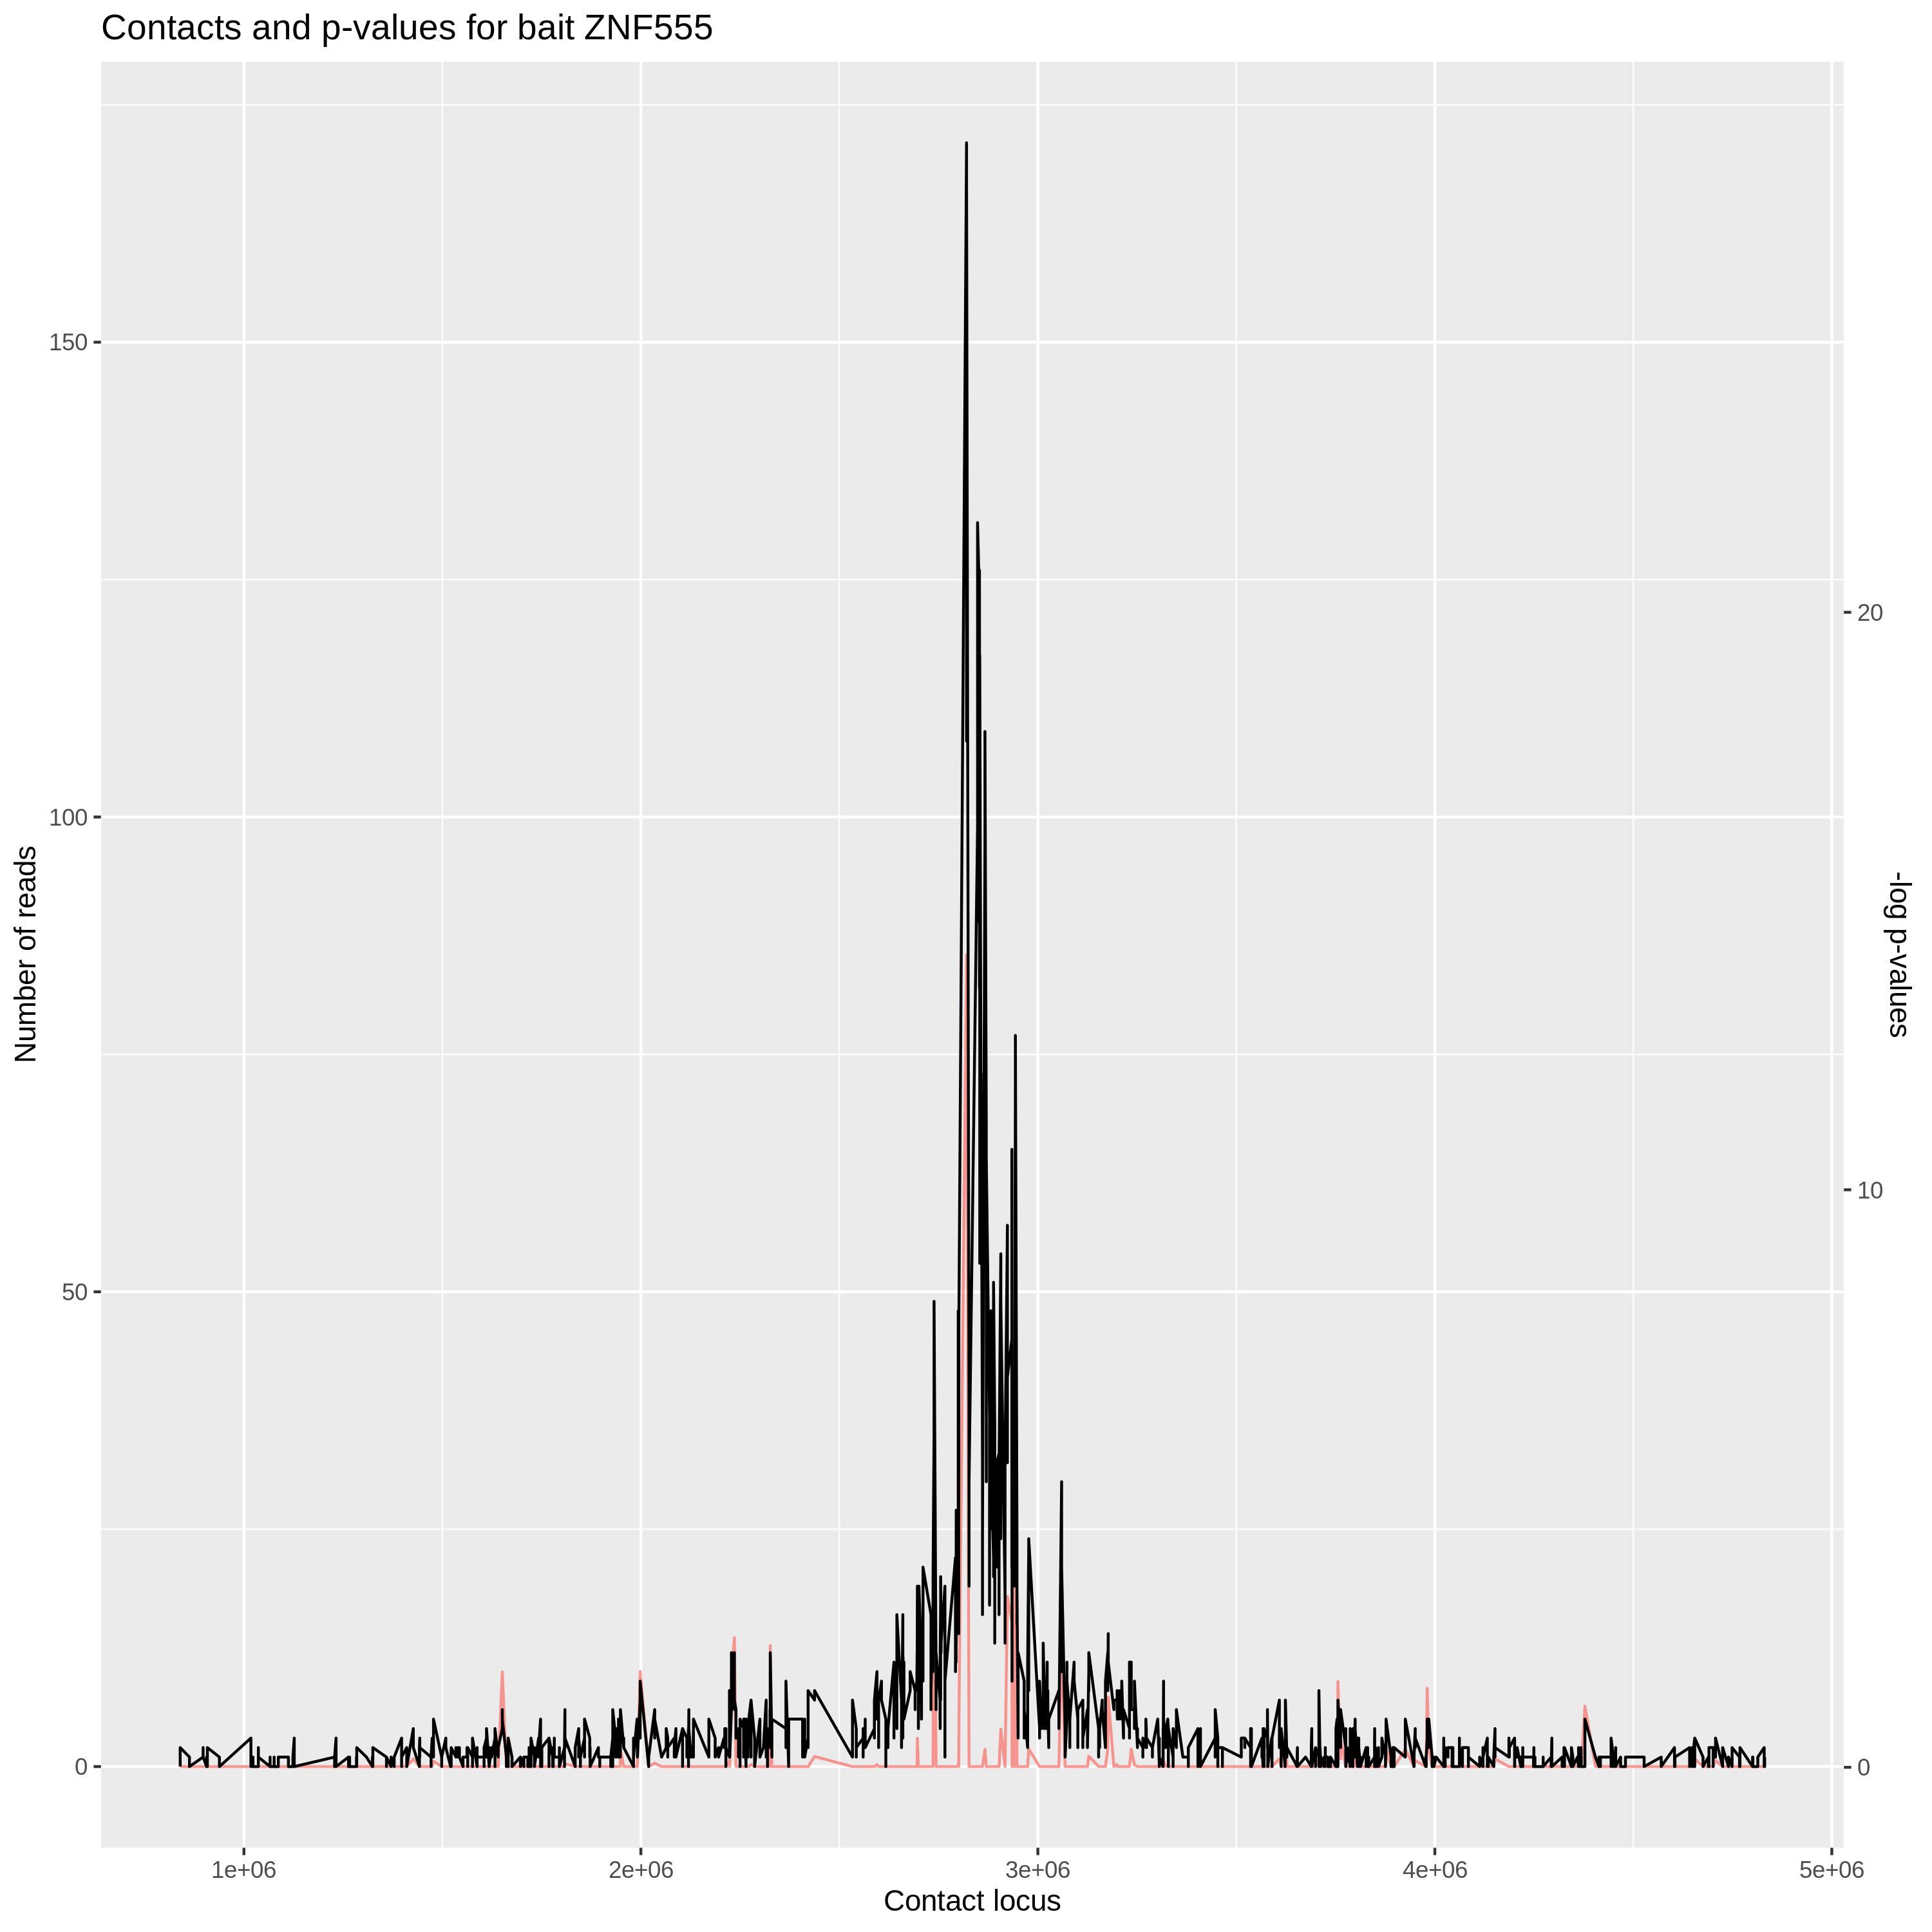 Contacts and p-values for bait ZNF555
Number of reads
150
100
50
0
20
10
0
-log p-values
1e+06 2e+06 3e+06 4e+06 5e+06
Contact locus